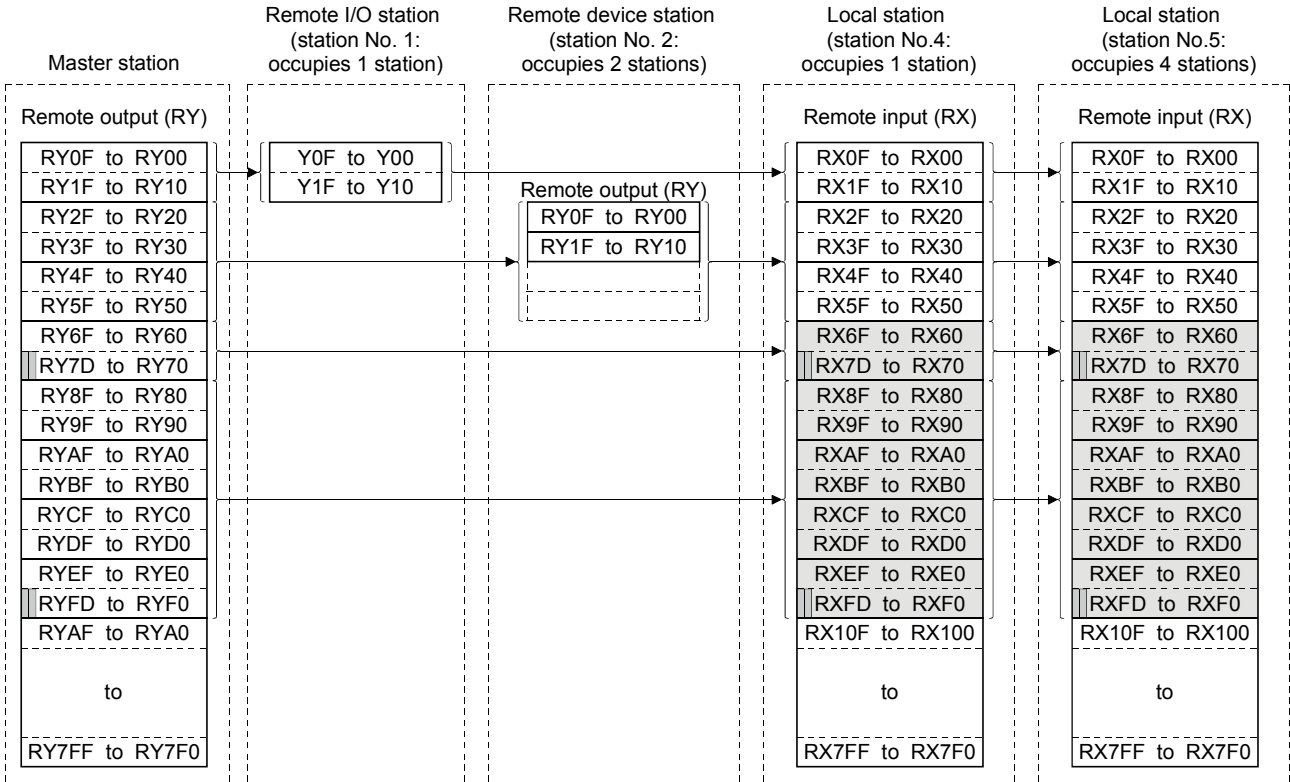 Master station
Remote I/O station
(station No. 1:
occupies 1 station)
Remote device station
(station No. 2:
occupies 2 stations)
Local station
(station No.4:
occupies 1 station)
Local station
(station No.5:
occupies 4 stations)
Remote output (RY)
RY0F to RY00
RY1F to RY10
RY2F to RY20
RY3F to RY30
RY4F to RY40
RY5F to RY50
RY6F to RY60
RY7D to RY70
RY8F to RY80
RY9F to RY90
RYAF to RYA0
RYBF to RYB0
RYCF to RYC0
RYDF to RYD0
RYEF to RYE0
RYFD to RYF0
RYAF to RYA0
to
RY7FF to RY7F0
Y0F to Y00
Y1F to Y10
Remote output (RY)
RY0F to RY00
RY1F to RY10
Remote input (RX)
RX0F to RX00
RX1F to RX10
RX2F to RX20
RX3F to RX30
RX4F to RX40
RX5F to RX50
RX6F to RX60
RX7D to RX70
RX8F to RX80
RX9F to RX90
RXAF to RXA0
RXBF to RXB0
RXCF to RXC0
RXDF to RXD0
RXEF to RXE0
RXFD to RXF0
RX10F to RX100
to
RX7FF to RX7F0
Remote input (RX)
RX0F to RX00
RX1F to RX10
RX2F to RX20
RX3F to RX30
RX4F to RX40
RX5F to RX50
RX6F to RX60
RX7D to RX70
RX8F to RX80
RX9F to RX90
RXAF to RXA0
RXBF to RXB0
RXCF to RXC0
RXDF to RXD0
RXEF to RXE0
RXFD to RXF0
RX10F to RX100
to
RX7FF to RX7F0